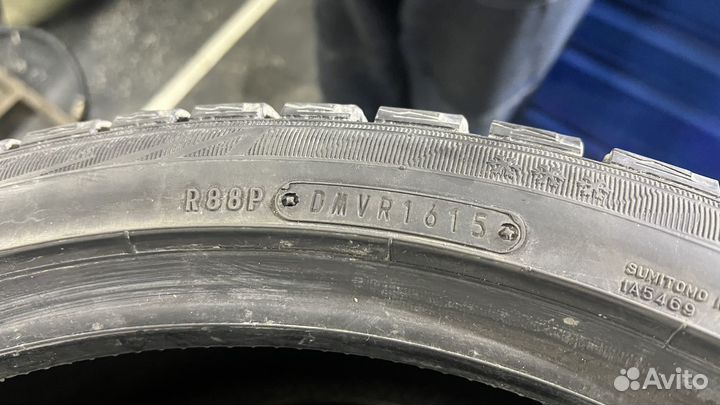 R88P DMVR1615
SUMITOMO
1A5469
Avito